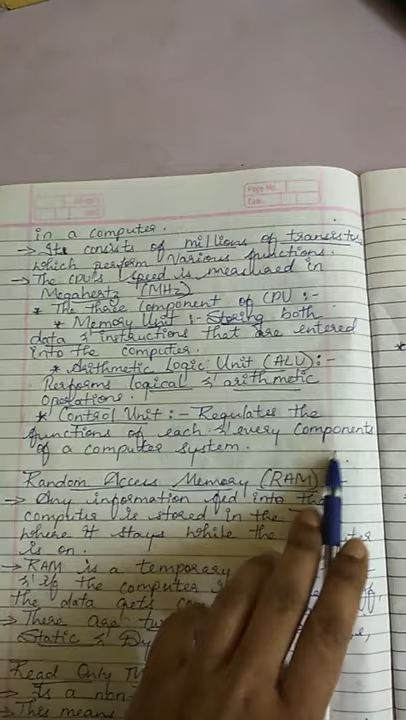 Page No.
Date:
in a computer.
→ It consists of millions of transistors
which perform various functions.
→ The CPU's speed is measured in
Megahertz (MHz)
* The three component of CPU :-
* Memory Unit :- Storing both
data & instructions that are entered
into the computer.
* Arithmetic Logic Unit (ALU) :-
Performs logical & arithmetic
operations.
* Control Unit :- Regulates the
functions of each & every components
of a computer system.
Random Access Memory (RAM)
→ Any information fed into the
computer is stored in the
where it stays while the
is on.
→ RAM is a temporary
& if the computer
the data gets
→ There are
Static &
Read Only
→ Is a non
→ This means